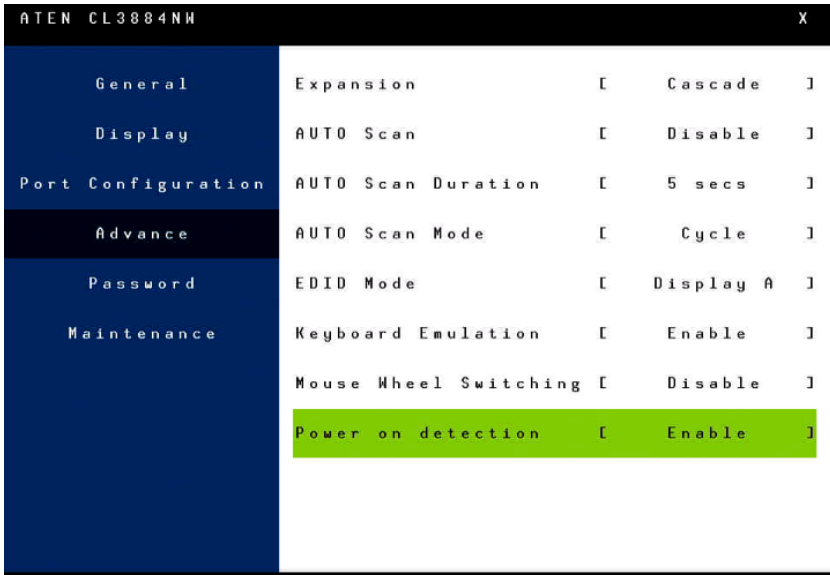 ATEN CL3884NW X
General
Display
Port Configuration
Advance
Password
Maintenance
Expansion [ Cascade ]
AUTO Scan [ Disable ]
AUTO Scan Duration [ 5 secs ]
AUTO Scan Mode [ Cycle ]
EDID Mode [ Display A ]
Keyboard Emulation [ Enable ]
Mouse Wheel Switching [ Disable ]
Power on detection [ Enable ]